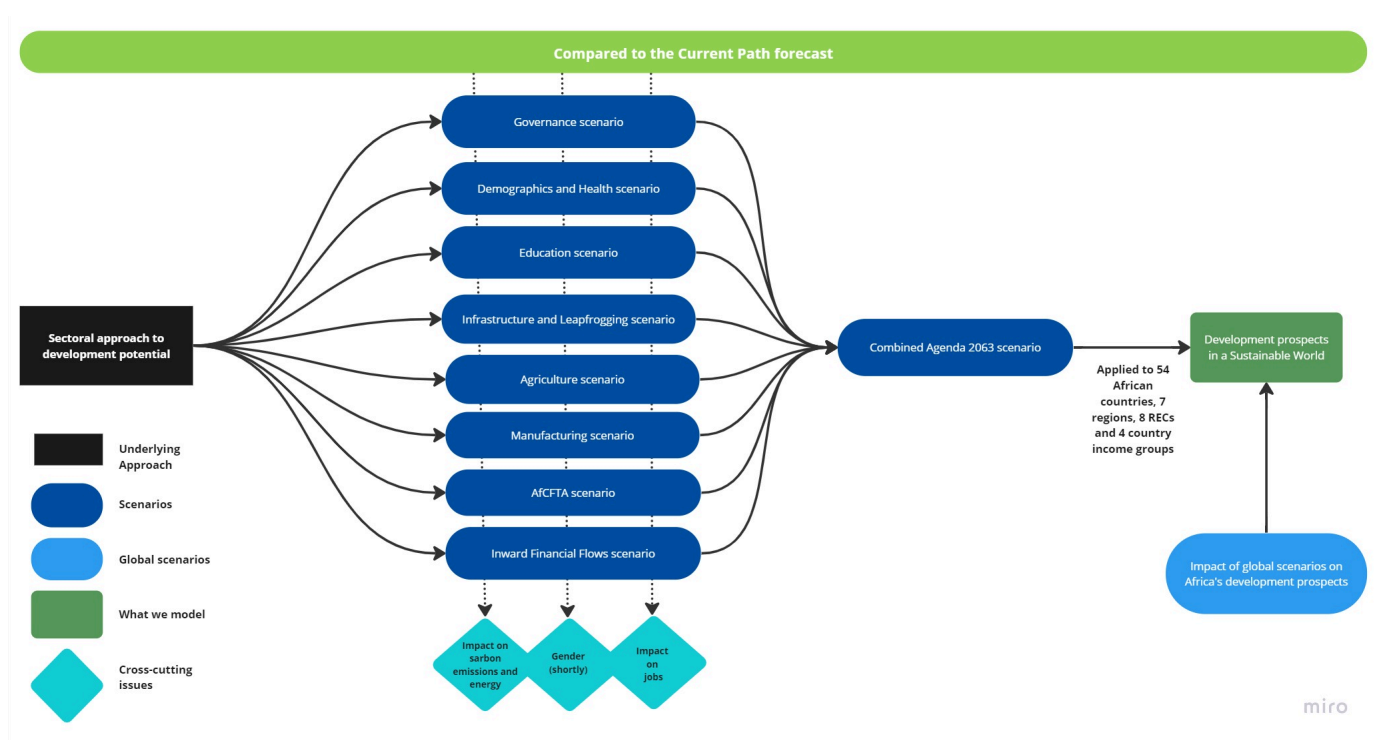 Compared to the Current Path forecast
Governance scenario
Demographics and Health scenario
Education scenario
Infrastructure and Leapfrogging scenario
Agriculture scenario
Manufacturing scenario
AfCFTA scenario
Inward Financial Flows scenario
Sectoral approach to
development potential
Combined Agenda 2063 scenario
Applied to 54
African
countries, 7
regions, 8 RECs
and 4 country
income groups
Development prospects
in a Sustainable World
Impact of global scenarios on
Africa's development prospects
Impact on
sarbon
emissions and
energy
Gender
(shortly)
Impact
on
jobs
Underlying
Approach
Scenarios
Global scenarios
What we model
Cross-cutting
issues
miro